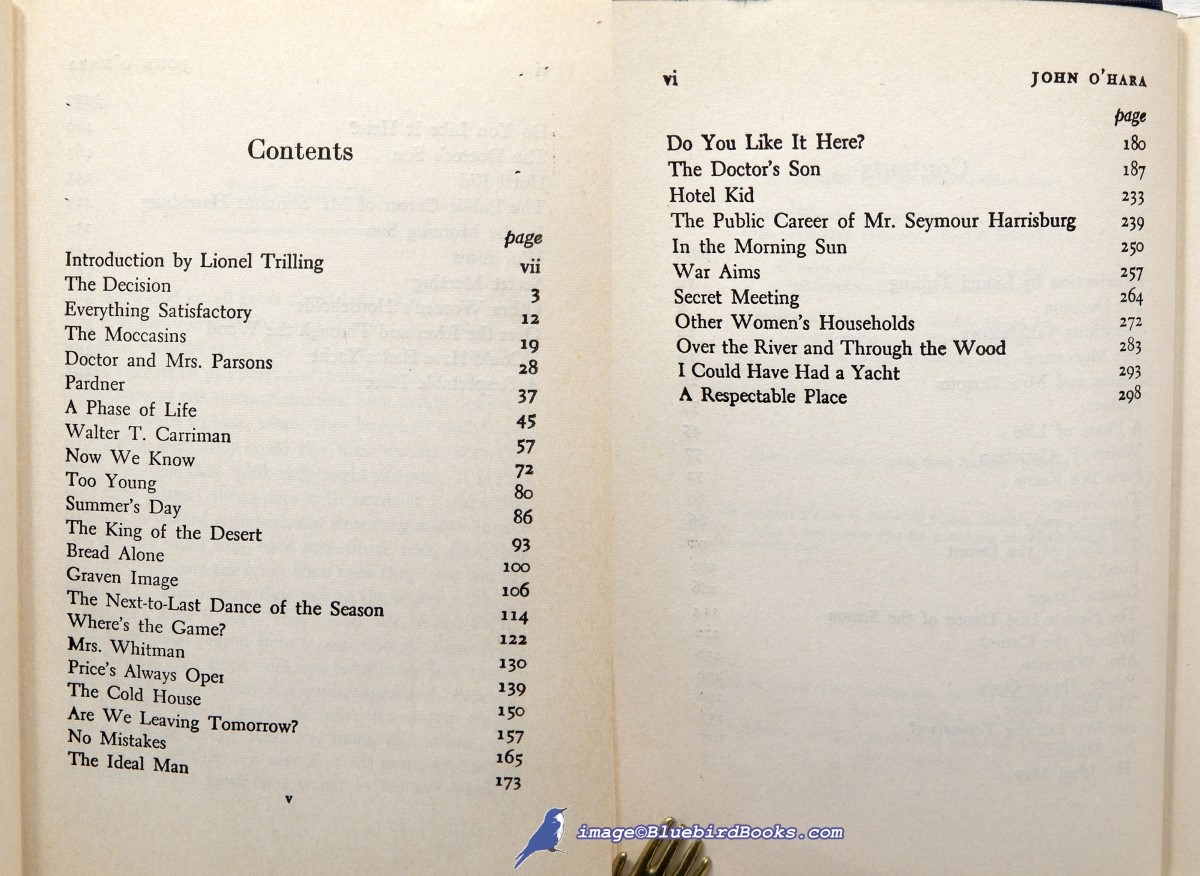 Contents
page
Introduction by Lionel Trilling vii
The Decision 3
Everything Satisfactory 12
The Moccasins 19
Doctor and Mrs. Parsons 28
Pardner 37
A Phase of Life 45
Walter T. Carriman 57
Now We Know 72
Too Young 80
Summer's Day 86
The King of the Desert 93
Bread Alone 100
Graven Image 106
The Next-to-Last Dance of the Season 114
Where's the Game? 122
Mrs. Whitman 130
Price's Always Oper 139
The Cold House 150
Are We Leaving Tomorrow? 157
No Mistakes 165
The Ideal Man 173
v
vi JOHN O'HARA
page
Do You Like It Here? 180
The Doctor's Son 187
Hotel Kid 233
The Public Career of Mr. Seymour Harrisburg 239
In the Morning Sun 250
War Aims 257
Secret Meeting 264
Other Women's Households 272
Over the River and Through the Wood 283
I Could Have Had a Yacht 293
A Respectable Place 298
image©BluebirdBooks.com